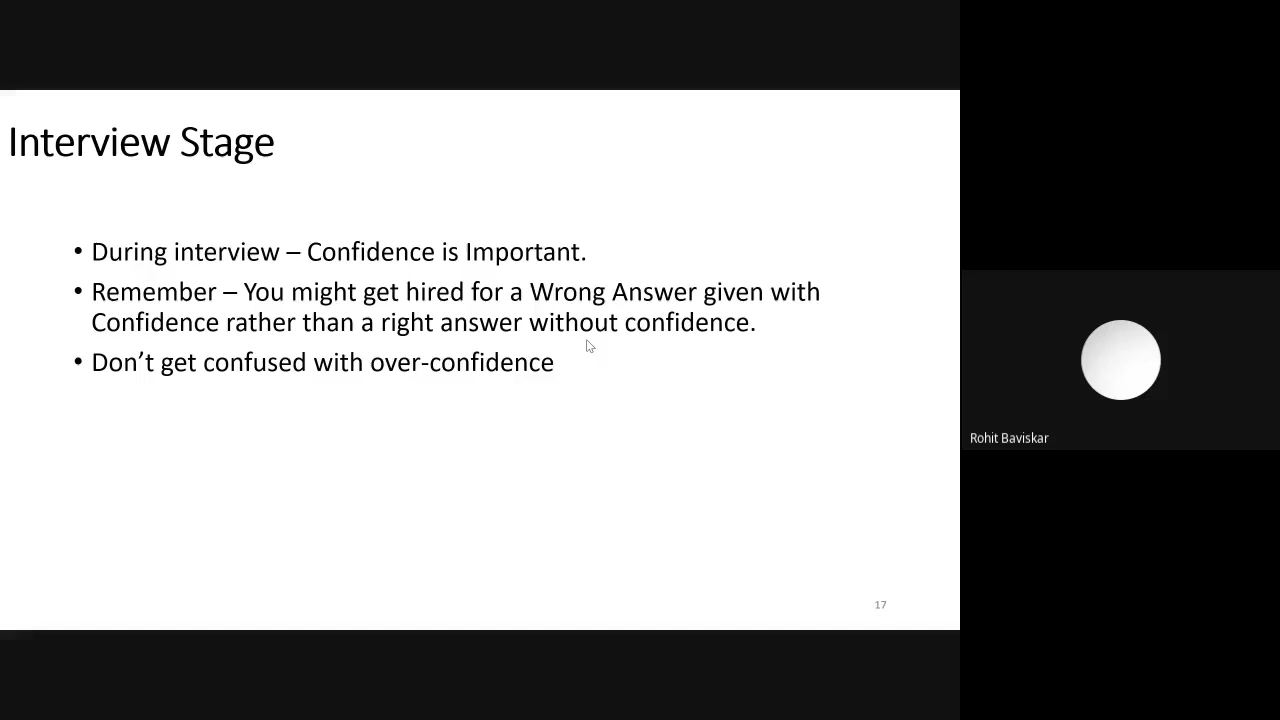 Interview Stage
• During interview – Confidence is Important.
• Remember – You might get hired for a Wrong Answer given with
Confidence rather than a right answer without confidence.
• Don’t get confused with over-confidence
17
Rohit Baviskar